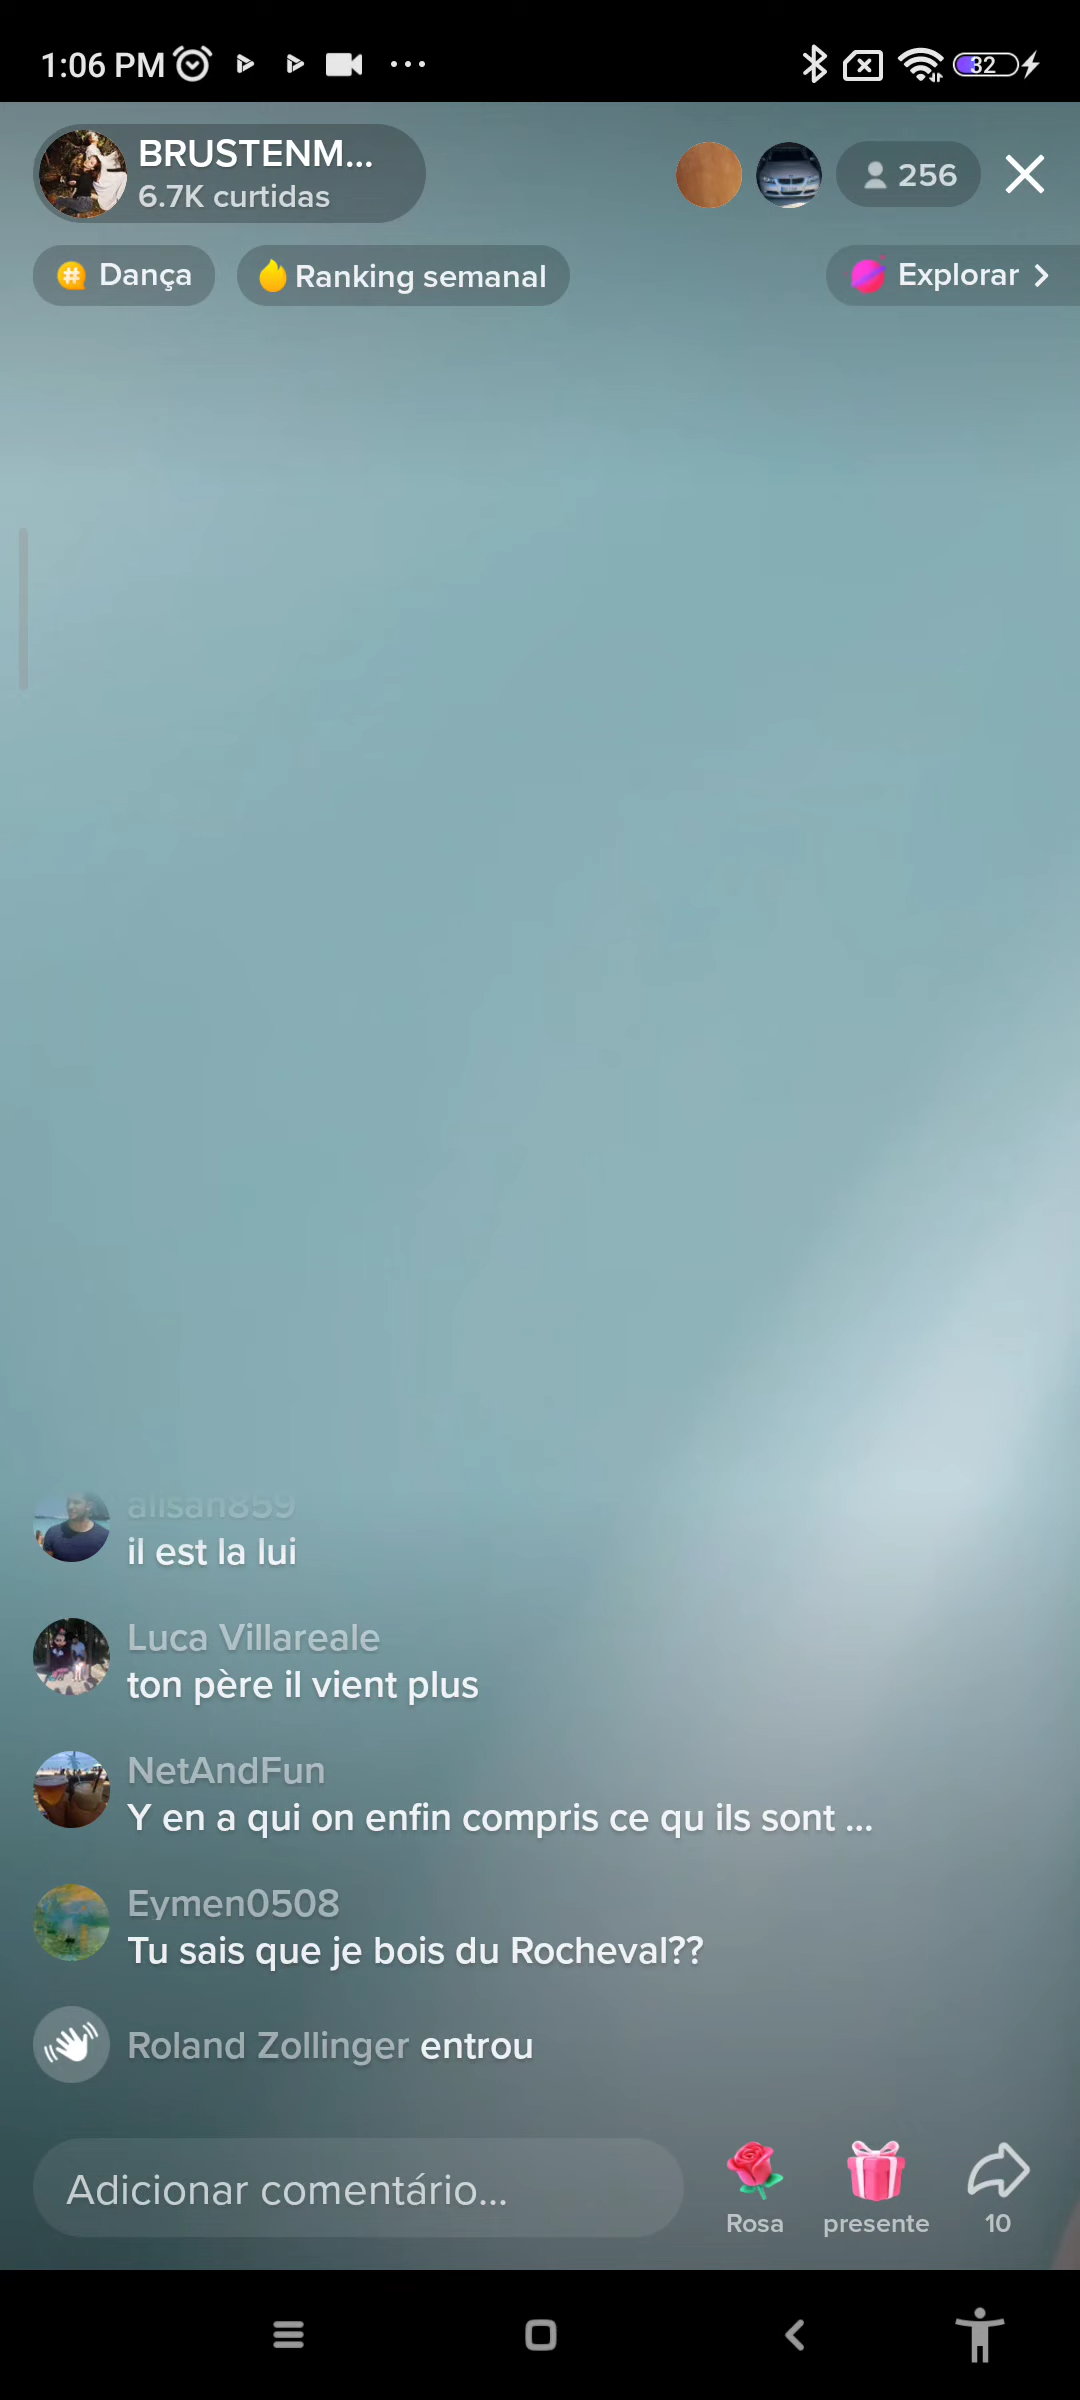 1:06 PM
32
BRUSTENM...
6.7K curtidas
256
Dança
Ranking semanal
Explorar
alisan859
il est la lui
Luca Villareale
ton père il vient plus
NetAndFun
Y en a qui on enfin compris ce qu ils sont ...
Eymen0508
Tu sais que je bois du Rocheval??
Roland Zollinger entrou
Adicionar comentário...
Rosa
presente
10